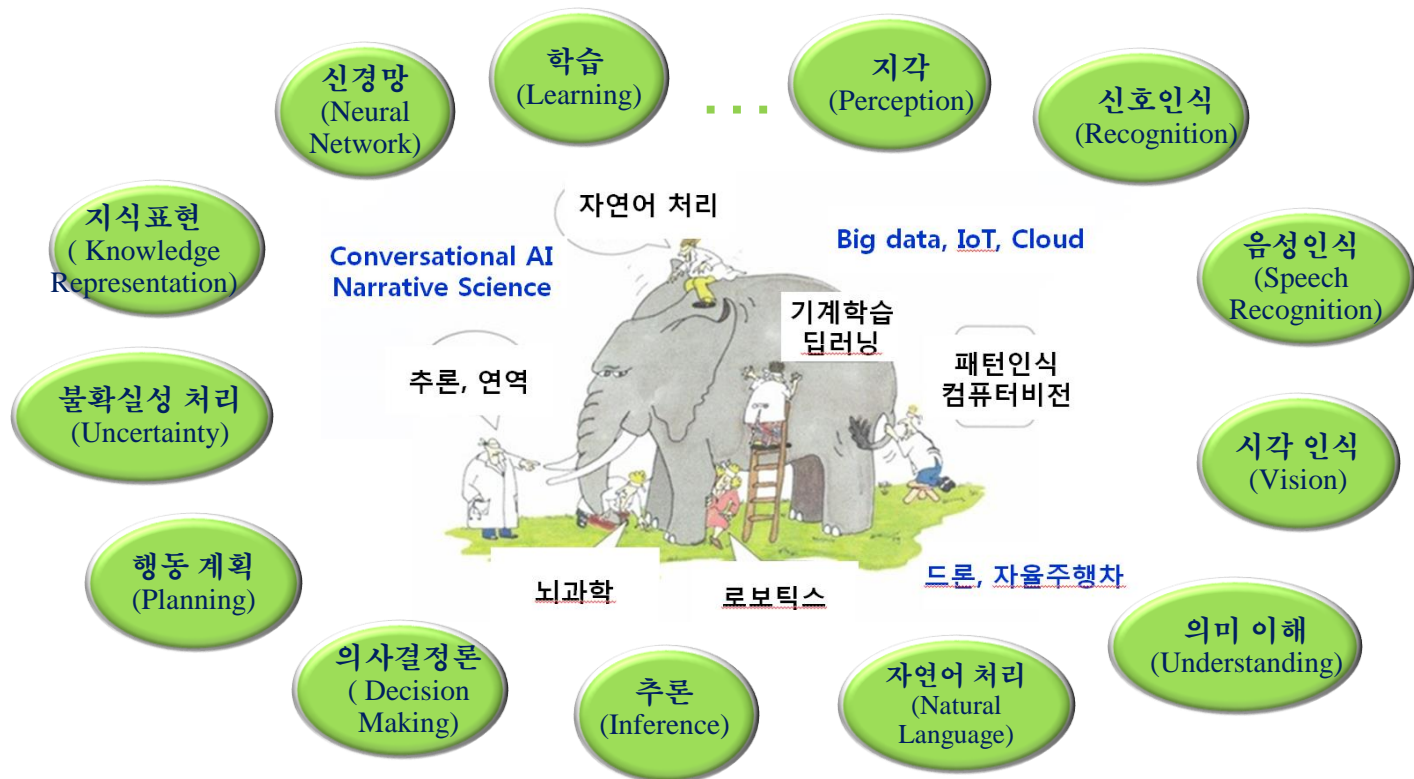 신경망
(Neural
Network)
학습
(Learning)
...
지각
(Perception)
신호인식
(Recognition)
지식표현
( Knowledge
Representation)
자연어 처리
Conversational AI
Narrative Science
Big data, IoT, Cloud
음성인식
(Speech
Recognition)
기계학습
딥러닝
추론, 연역
패턴인식
컴퓨터비전
불확실성 처리
(Uncertainty)
시각 인식
(Vision)
행동 계획
(Planning)
뇌과학
로보틱스
드론, 자율주행차
의사결정론
( Decision
Making)
추론
(Inference)
자연어 처리
(Natural
Language)
의미 이해
(Understanding)